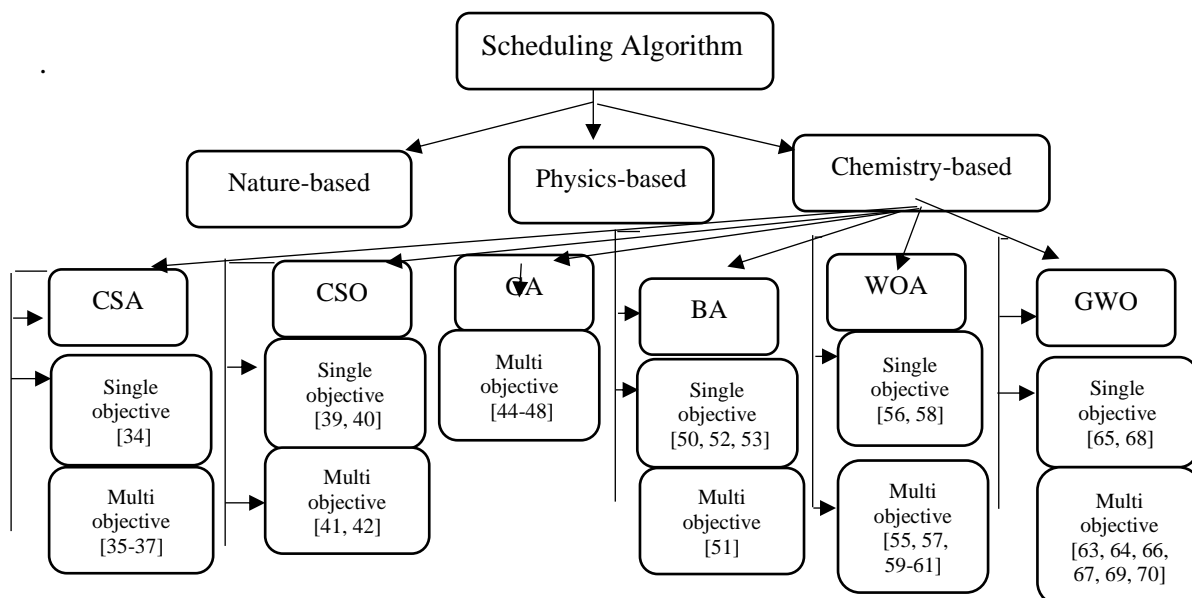 Scheduling Algorithm
.
Nature-based
Physics-based
Chemistry-based
CSA
Single
objective
[34]
Multi
objective
[35-37]
CSO
Single
objective
[39, 40]
Multi
objective
[41, 42]
Multi
objective
[44-48]
BA
Single
objective
[50, 52, 53]
Multi
objective
[51]
WOA
Single
objective
[56, 58]
Multi
objective
[55, 57,
59-61]
GWO
Single
objective
[65, 68]
Multi
objective
[63, 64, 66,
67, 69, 70]